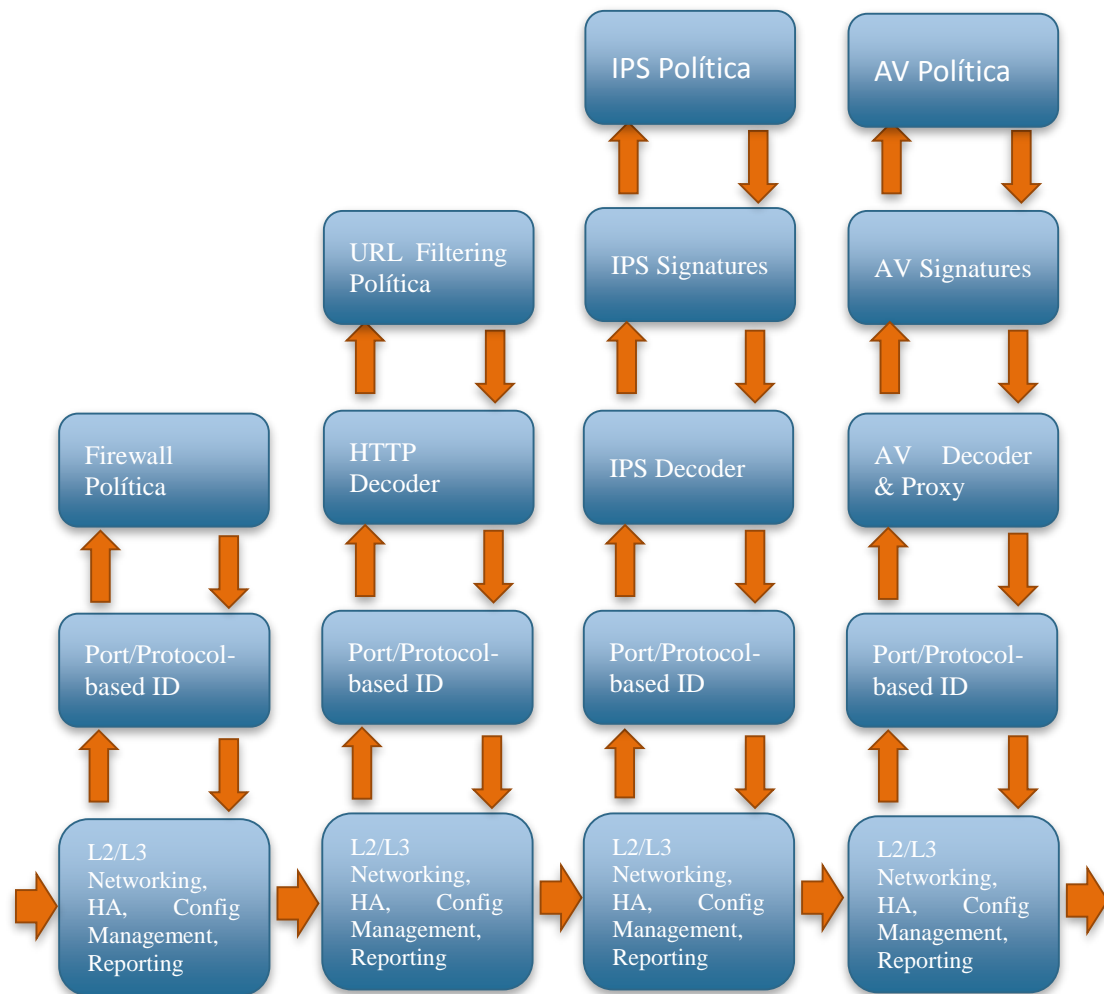 IPS Política
AV Política
URL Filtering
Política
IPS Signatures
AV Signatures
Firewall
Política
HTTP
Decoder
IPS Decoder
AV Decoder
& Proxy
Port/Protocol-
based ID
Port/Protocol-
based ID
Port/Protocol-
based ID
Port/Protocol-
based ID
L2/L3
Networking,
HA, Config
Management,
Reporting
L2/L3
Networking,
HA, Config
Management,
Reporting
L2/L3
Networking,
HA, Config
Management,
Reporting
L2/L3
Networking,
HA, Config
Management,
Reporting